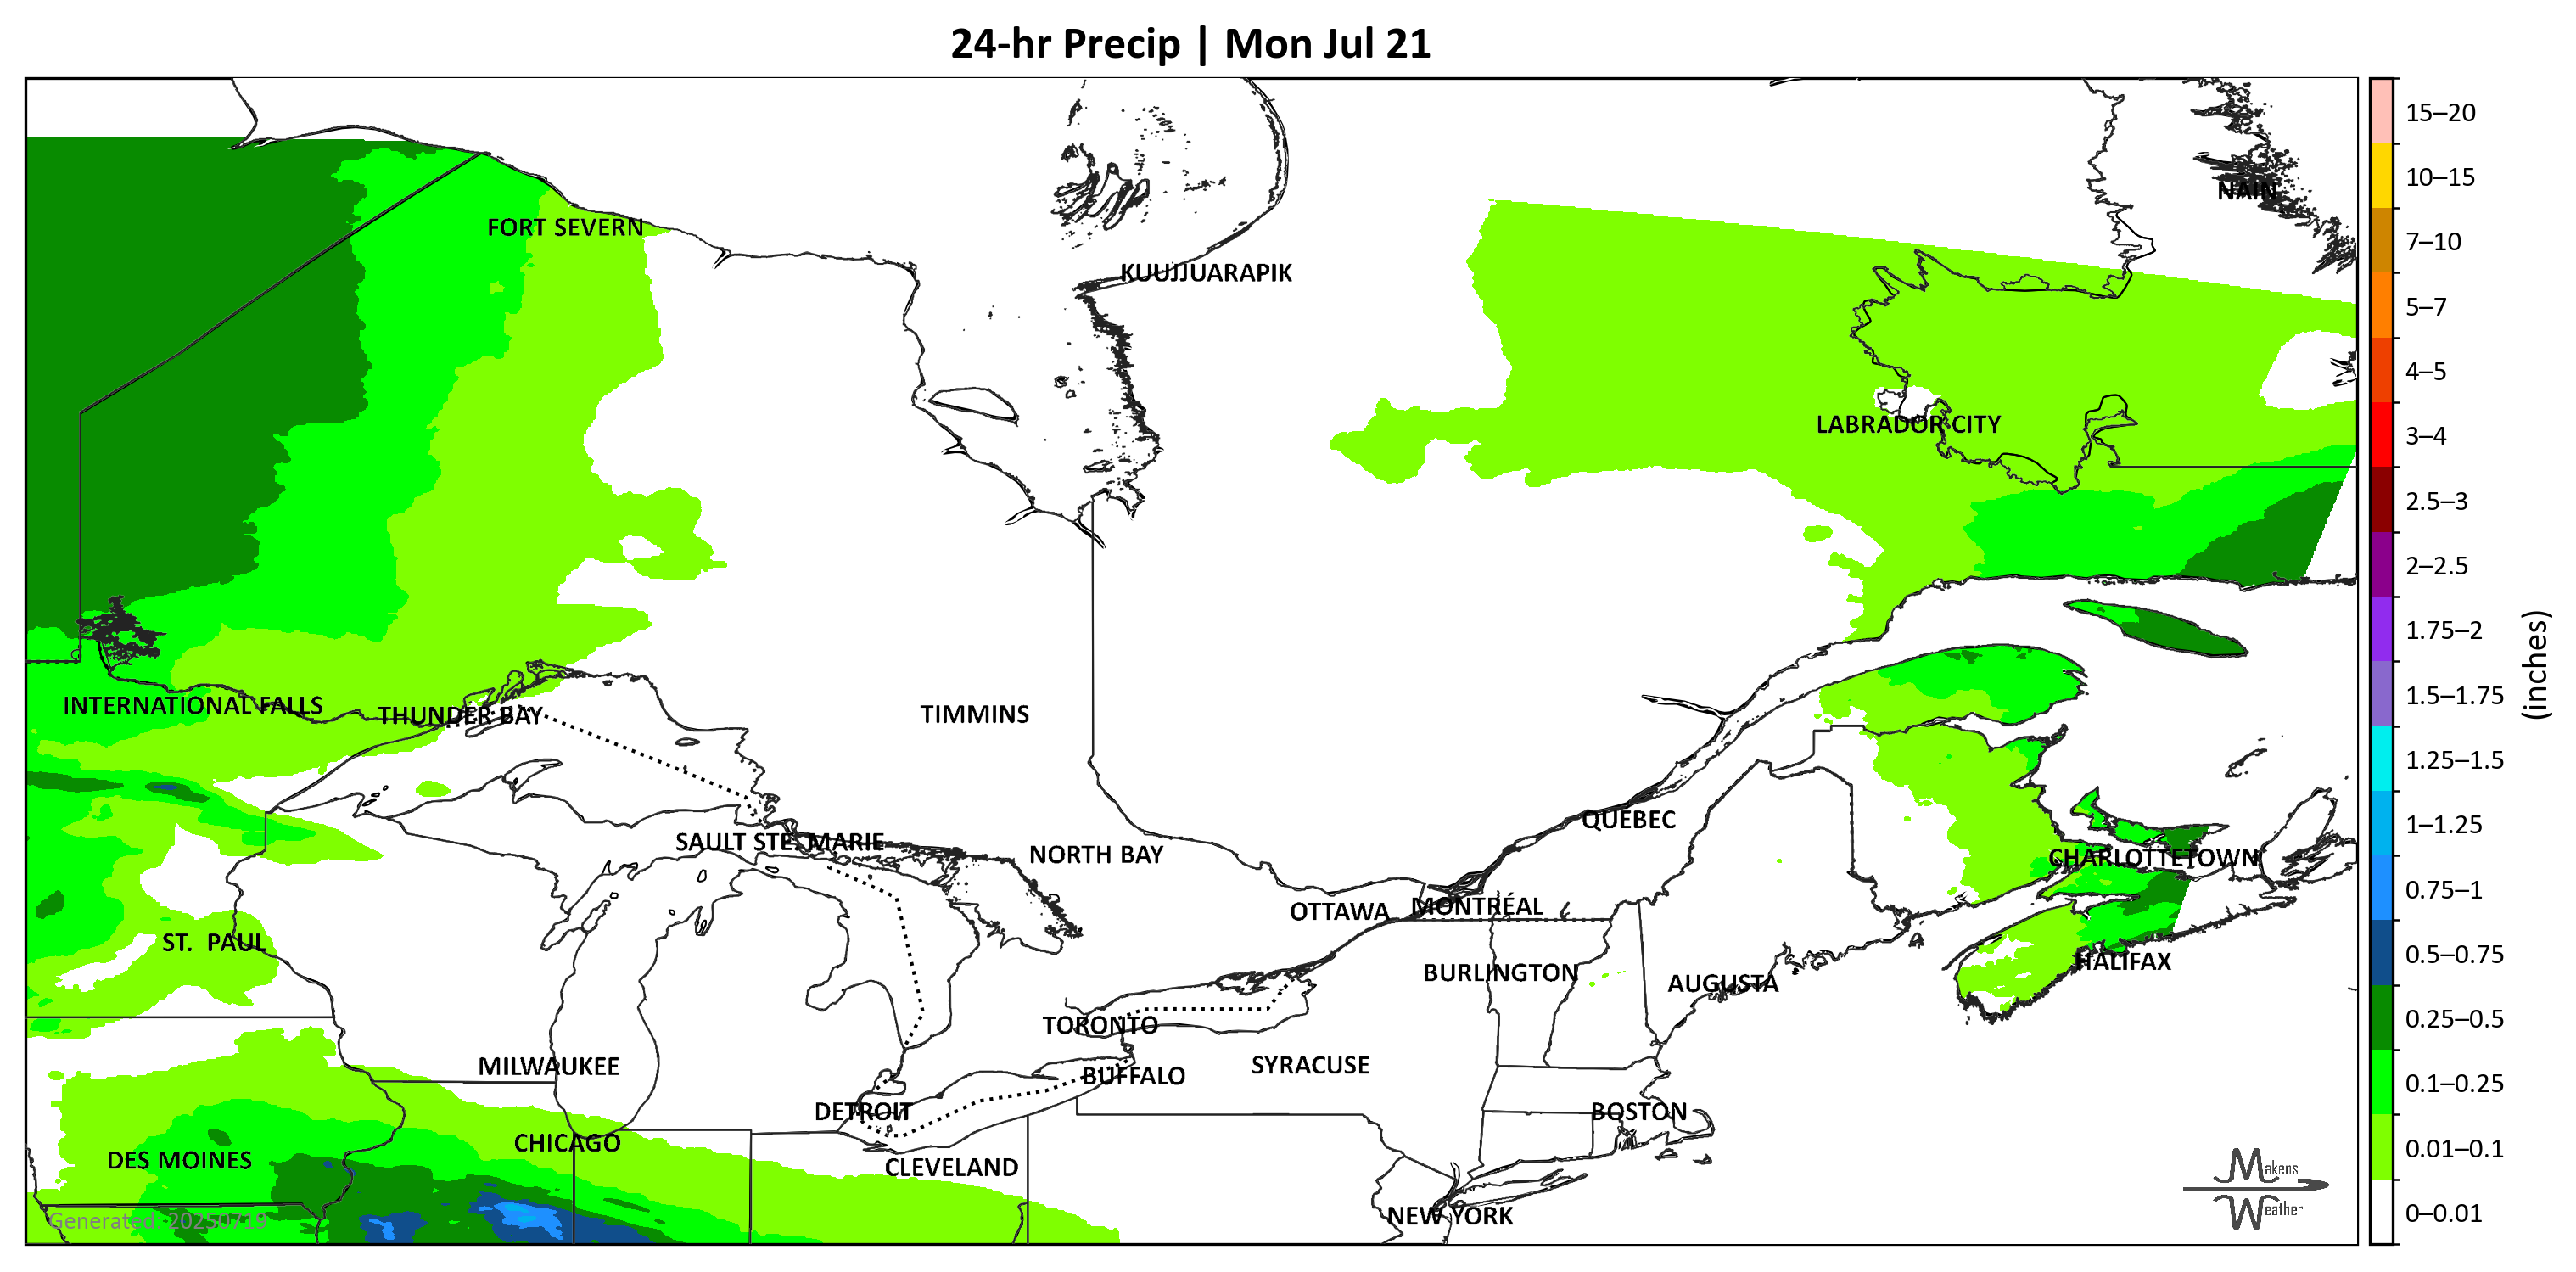 24-hr Precip | Mon Jul 21
NAIN
FORT SEVERN
KUUJJUARAPIK
LABRADOR CITY
INTERNATIONAL FALLS
THUNDER BAY
TIMMINS
QUEBEC
SAULT STE. MARIE
NORTH BAY
CHARLOTTETOWN
OTTAWA
MONTRÉAL
ST. PAUL
HALIFAX
BURLINGTON
AUGUSTA
TORONTO
MILWAUKEE
SYRACUSE
BUFFALO
DETROIT
BOSTON
CHICAGO
DES MOINES
CLEVELAND
NEW YORK
Generated: 20250719
Makens
Weather
15–20
10–15
7–10
5–7
4–5
3–4
2.5–3
2–2.5
1.75–2
1.5–1.75
1.25–1.5
1–1.25
0.75–1
0.5–0.75
0.25–0.5
0.1–0.25
0.01–0.1
0–0.01
(inches)